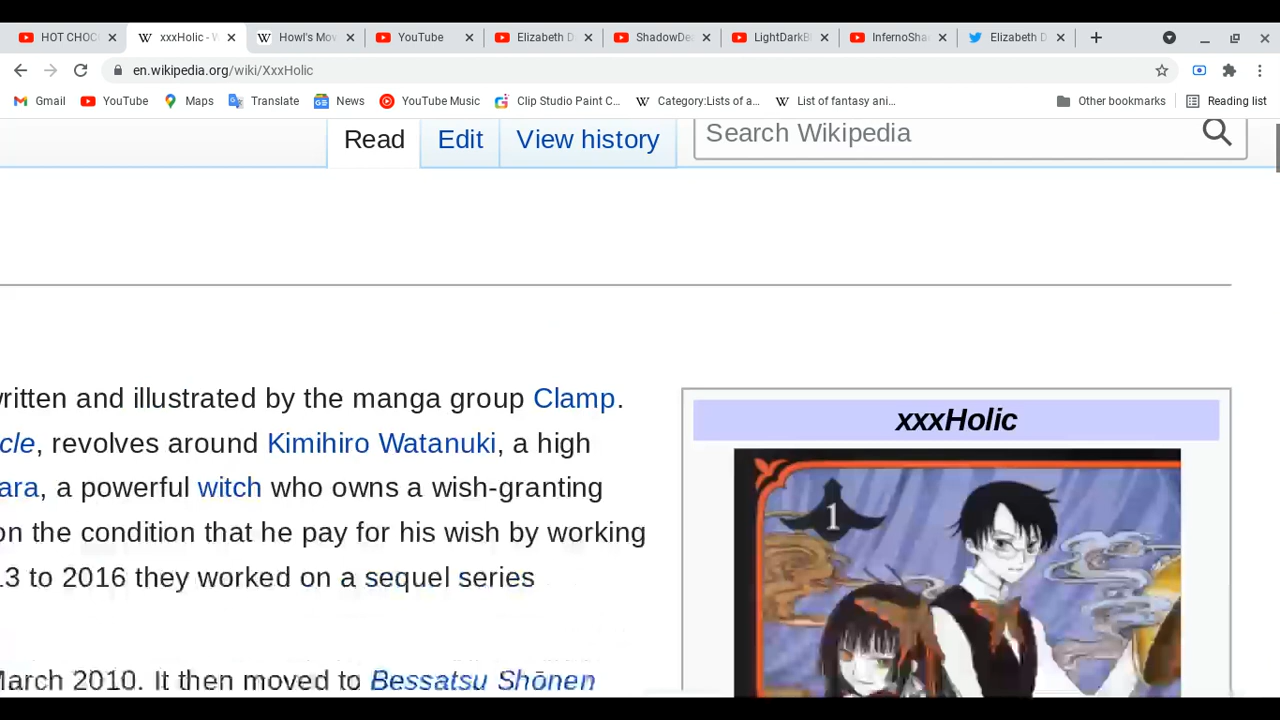 HOT CHOC
xxxHolic - W
Howl's Mov
YouTube
Elizabeth D
ShadowDea
LightDarkB
InfernoSha
Elizabeth D
en.wikipedia.org/wiki/XxxHolic
Gmail
YouTube
Maps
Translate
News
YouTube Music
Clip Studio Paint C...
Category:Lists of a...
List of fantasy ani...
Other bookmarks
Reading list
Read
Edit
View history
Search Wikipedia
written and illustrated by the manga group Clamp.
cle, revolves around Kimihiro Watanuki, a high
ara, a powerful witch who owns a wish-granting
on the condition that he pay for his wish by working
13 to 2016 they worked on a sequel series
March 2010. It then moved to Bessatsu Shōnen
xxxHolic
1